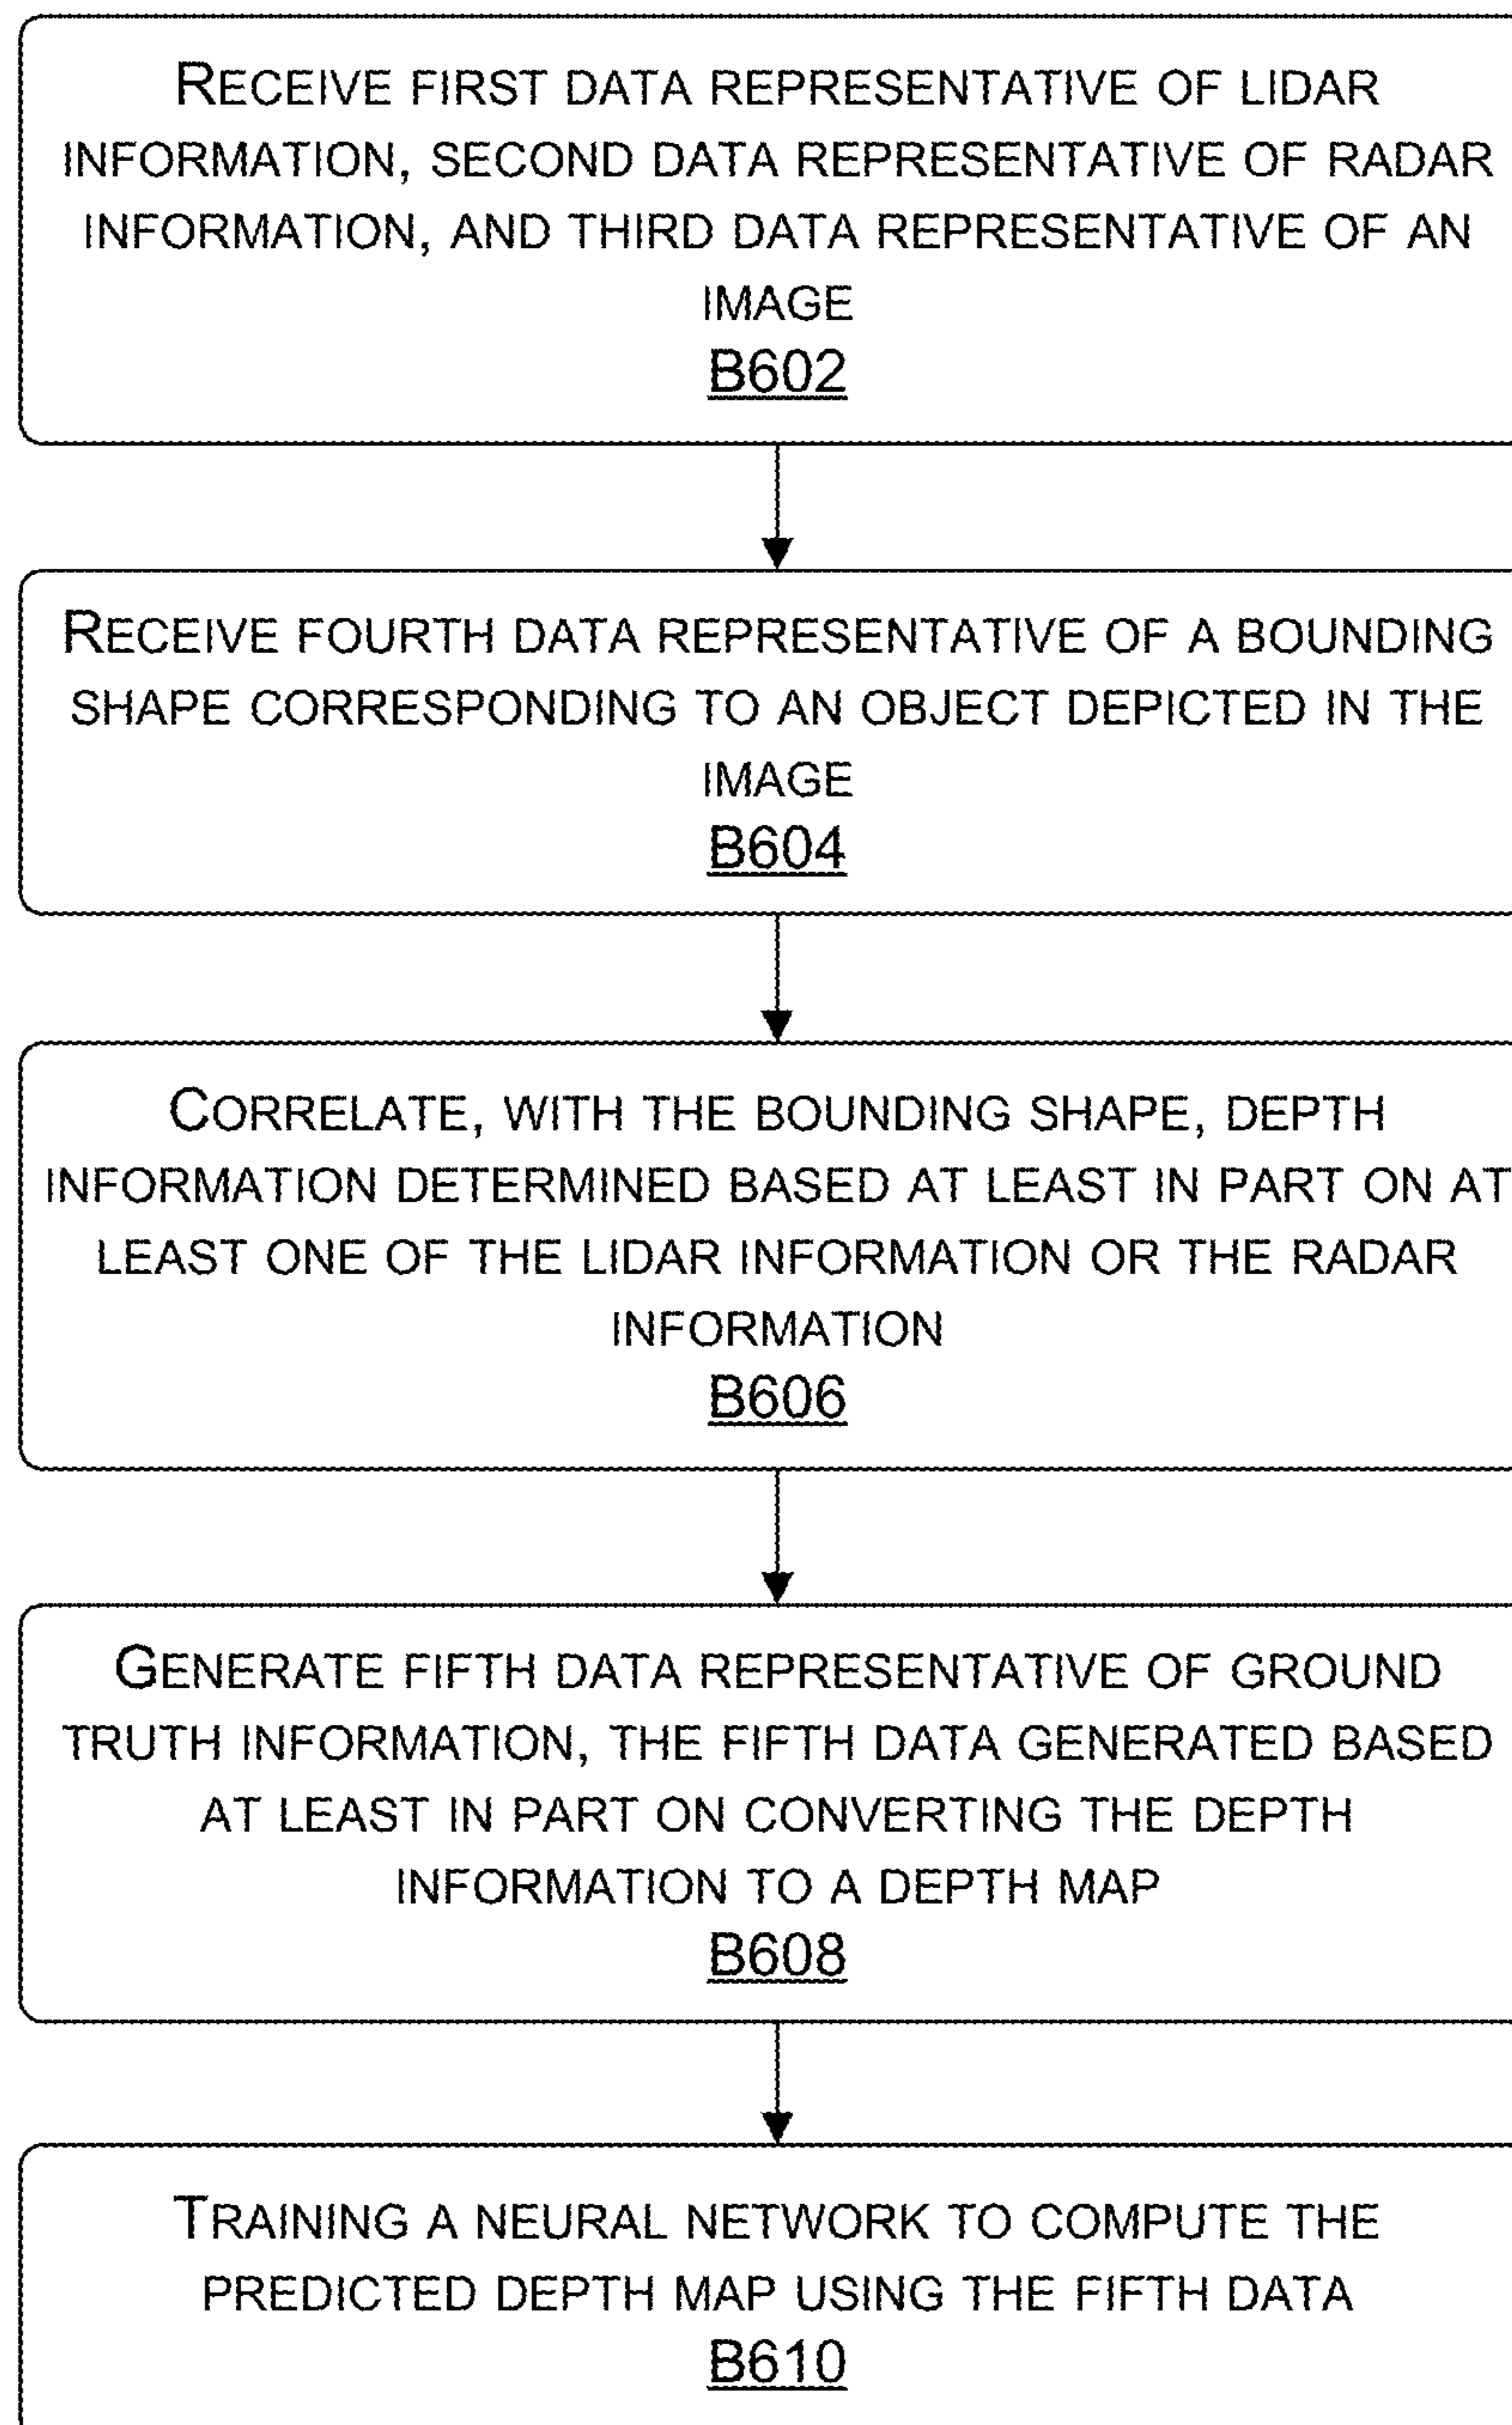 RECEIVE FIRST DATA REPRESENTATIVE OF LIDAR
INFORMATION, SECOND DATA REPRESENTATIVE OF RADAR
INFORMATION, AND THIRD DATA REPRESENTATIVE OF AN
IMAGE
B602
RECEIVE FOURTH DATA REPRESENTATIVE OF A BOUNDING
SHAPE CORRESPONDING TO AN OBJECT DEPICTED IN THE
IMAGE
B604
CORRELATE, WITH THE BOUNDING SHAPE, DEPTH
INFORMATION DETERMINED BASED AT LEAST IN PART ON AT
LEAST ONE OF THE LIDAR INFORMATION OR THE RADAR
INFORMATION
B606
GENERATE FIFTH DATA REPRESENTATIVE OF GROUND
TRUTH INFORMATION, THE FIFTH DATA GENERATED BASED
AT LEAST IN PART ON CONVERTING THE DEPTH
INFORMATION TO A DEPTH MAP
B608
TRAINING A NEURAL NETWORK TO COMPUTE THE
PREDICTED DEPTH MAP USING THE FIFTH DATA
B610